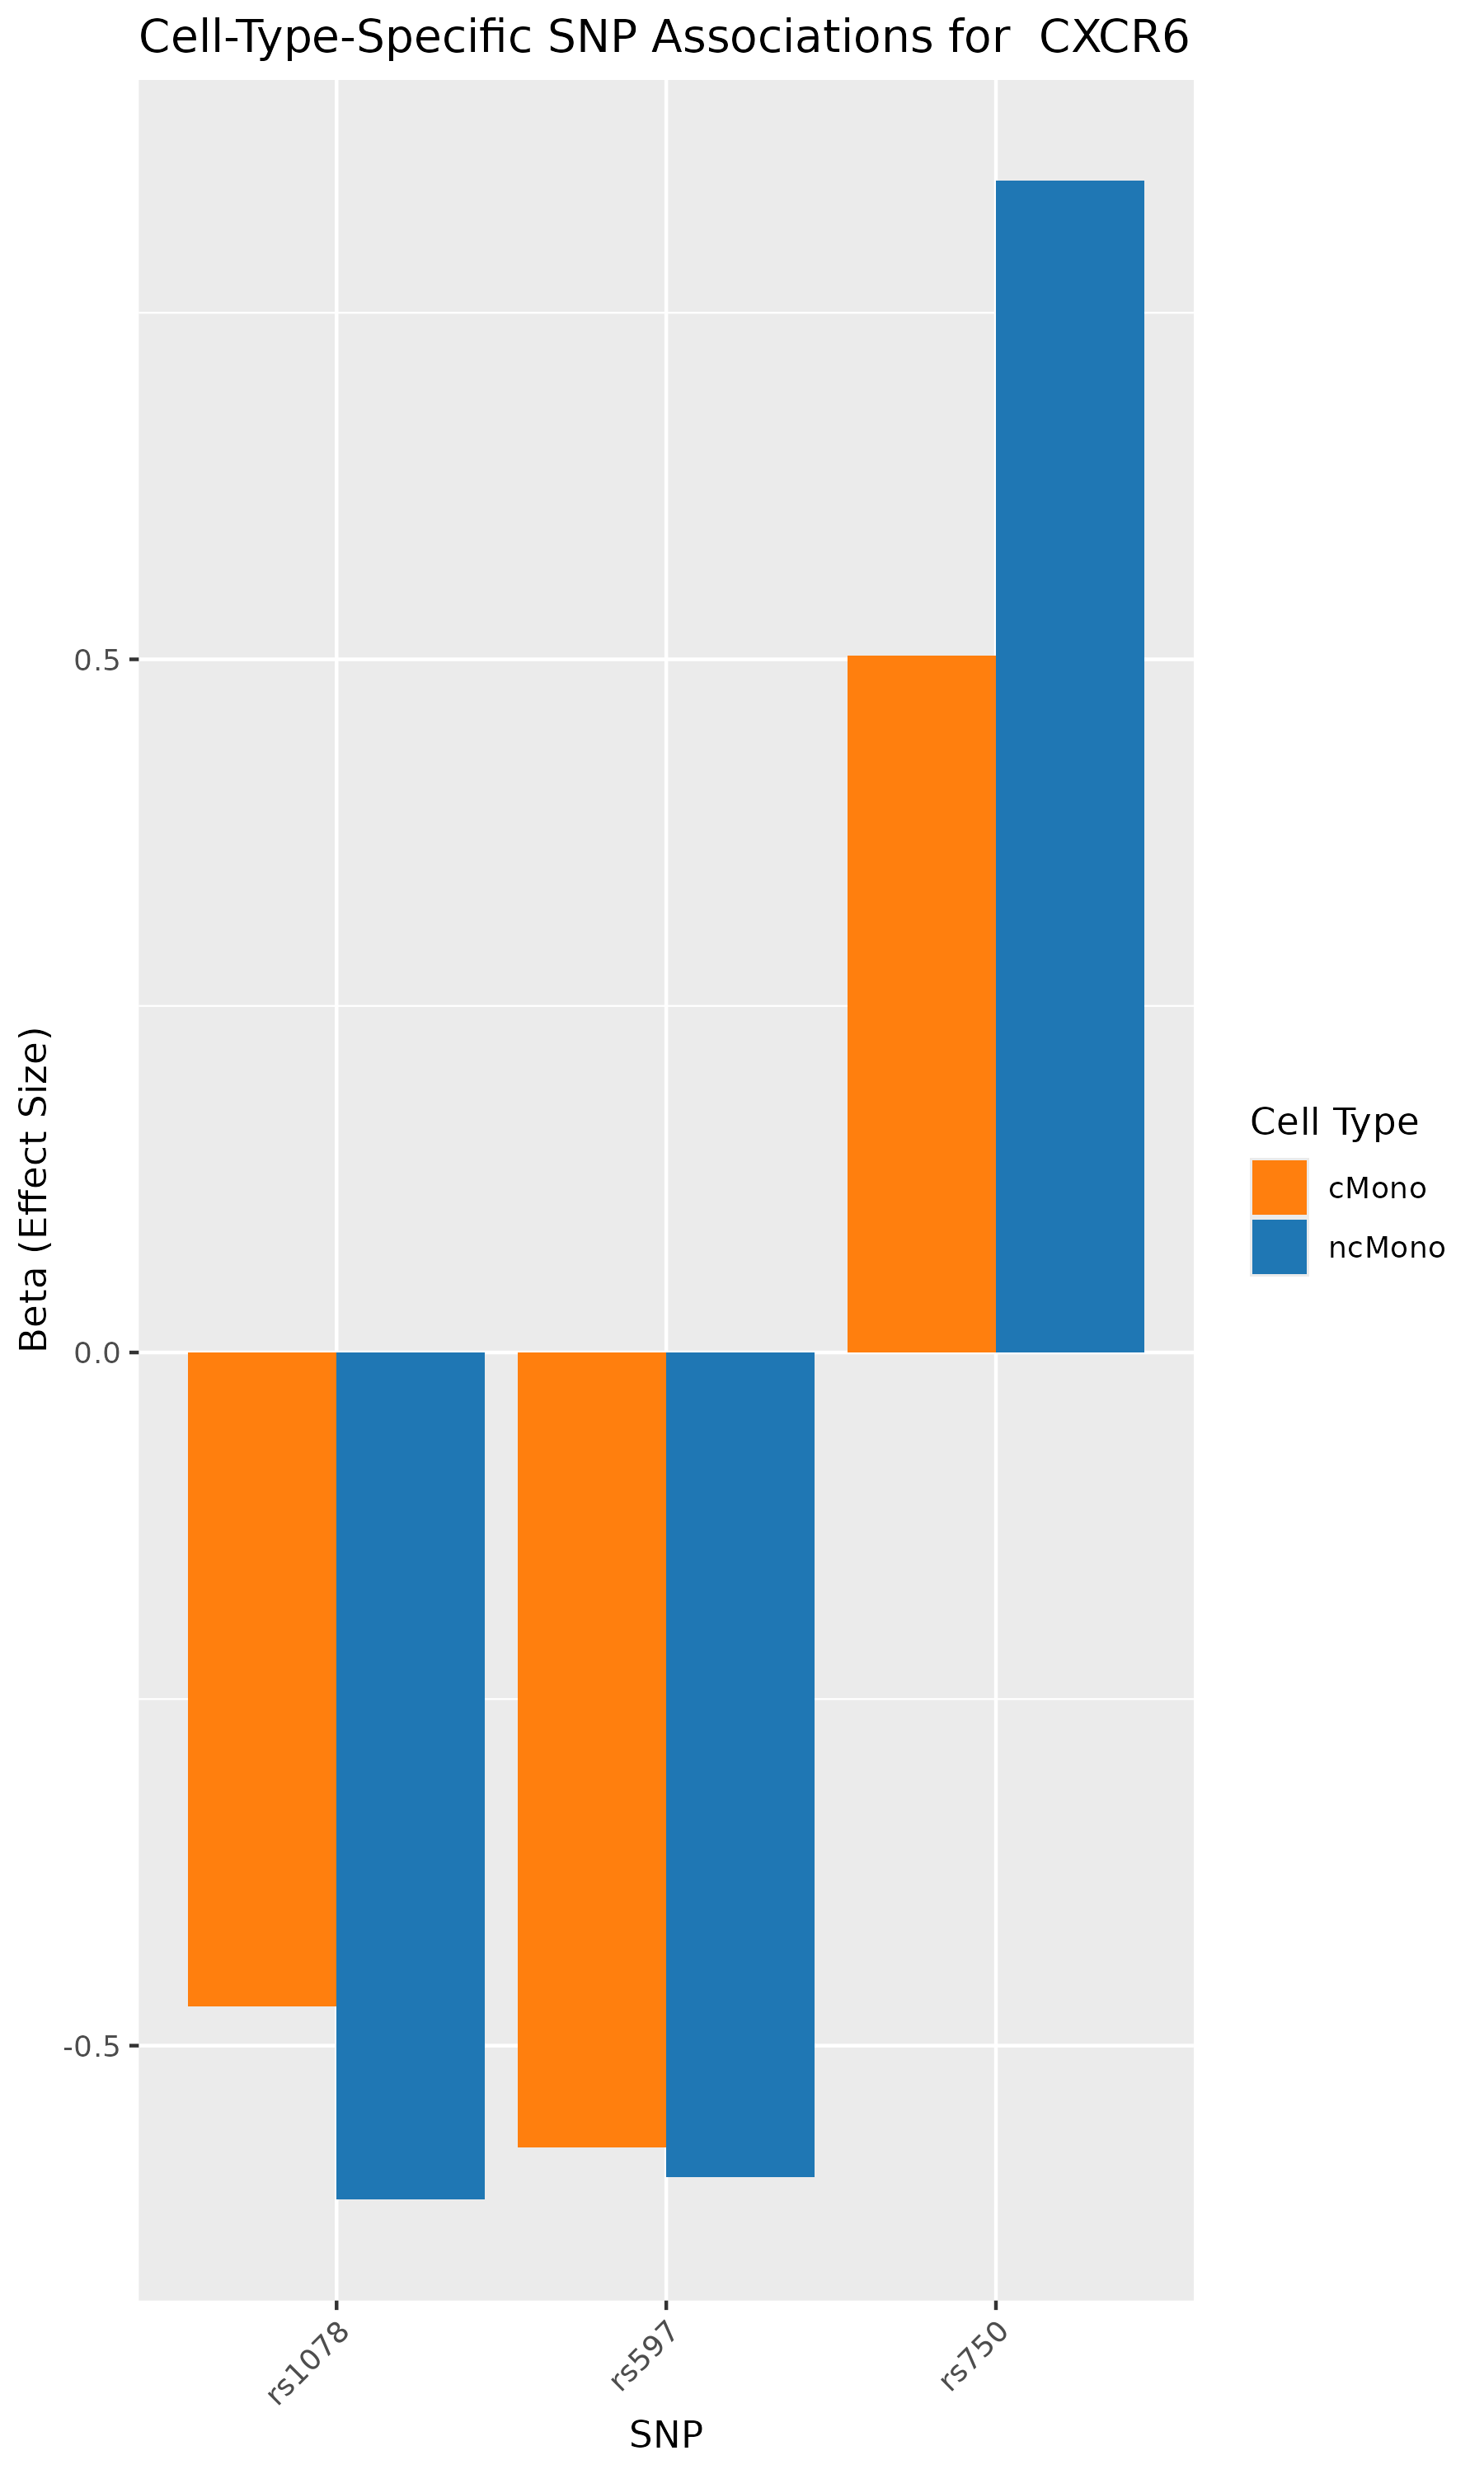 Cell-Type-Specific SNP Associations for  CXCR6
Beta (Effect Size)
0.5
0.0
-0.5
rs1078
rs597
rs750
SNP
Cell Type
cMono
ncMono